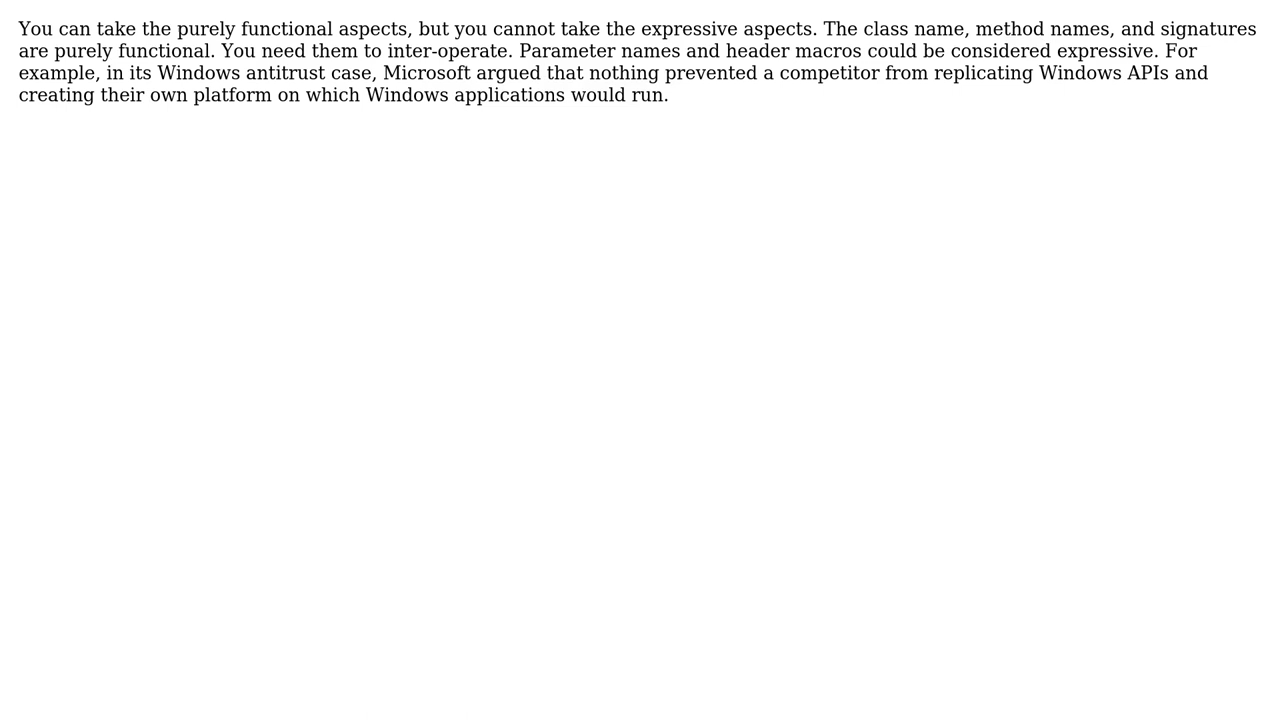 You can take the purely functional aspects, but you cannot take the expressive aspects. The class name, method names, and signatures
are purely functional. You need them to inter-operate. Parameter names and header macros could be considered expressive. For
example, in its Windows antitrust case, Microsoft argued that nothing prevented a competitor from replicating Windows APIs and
creating their own platform on which Windows applications would run.